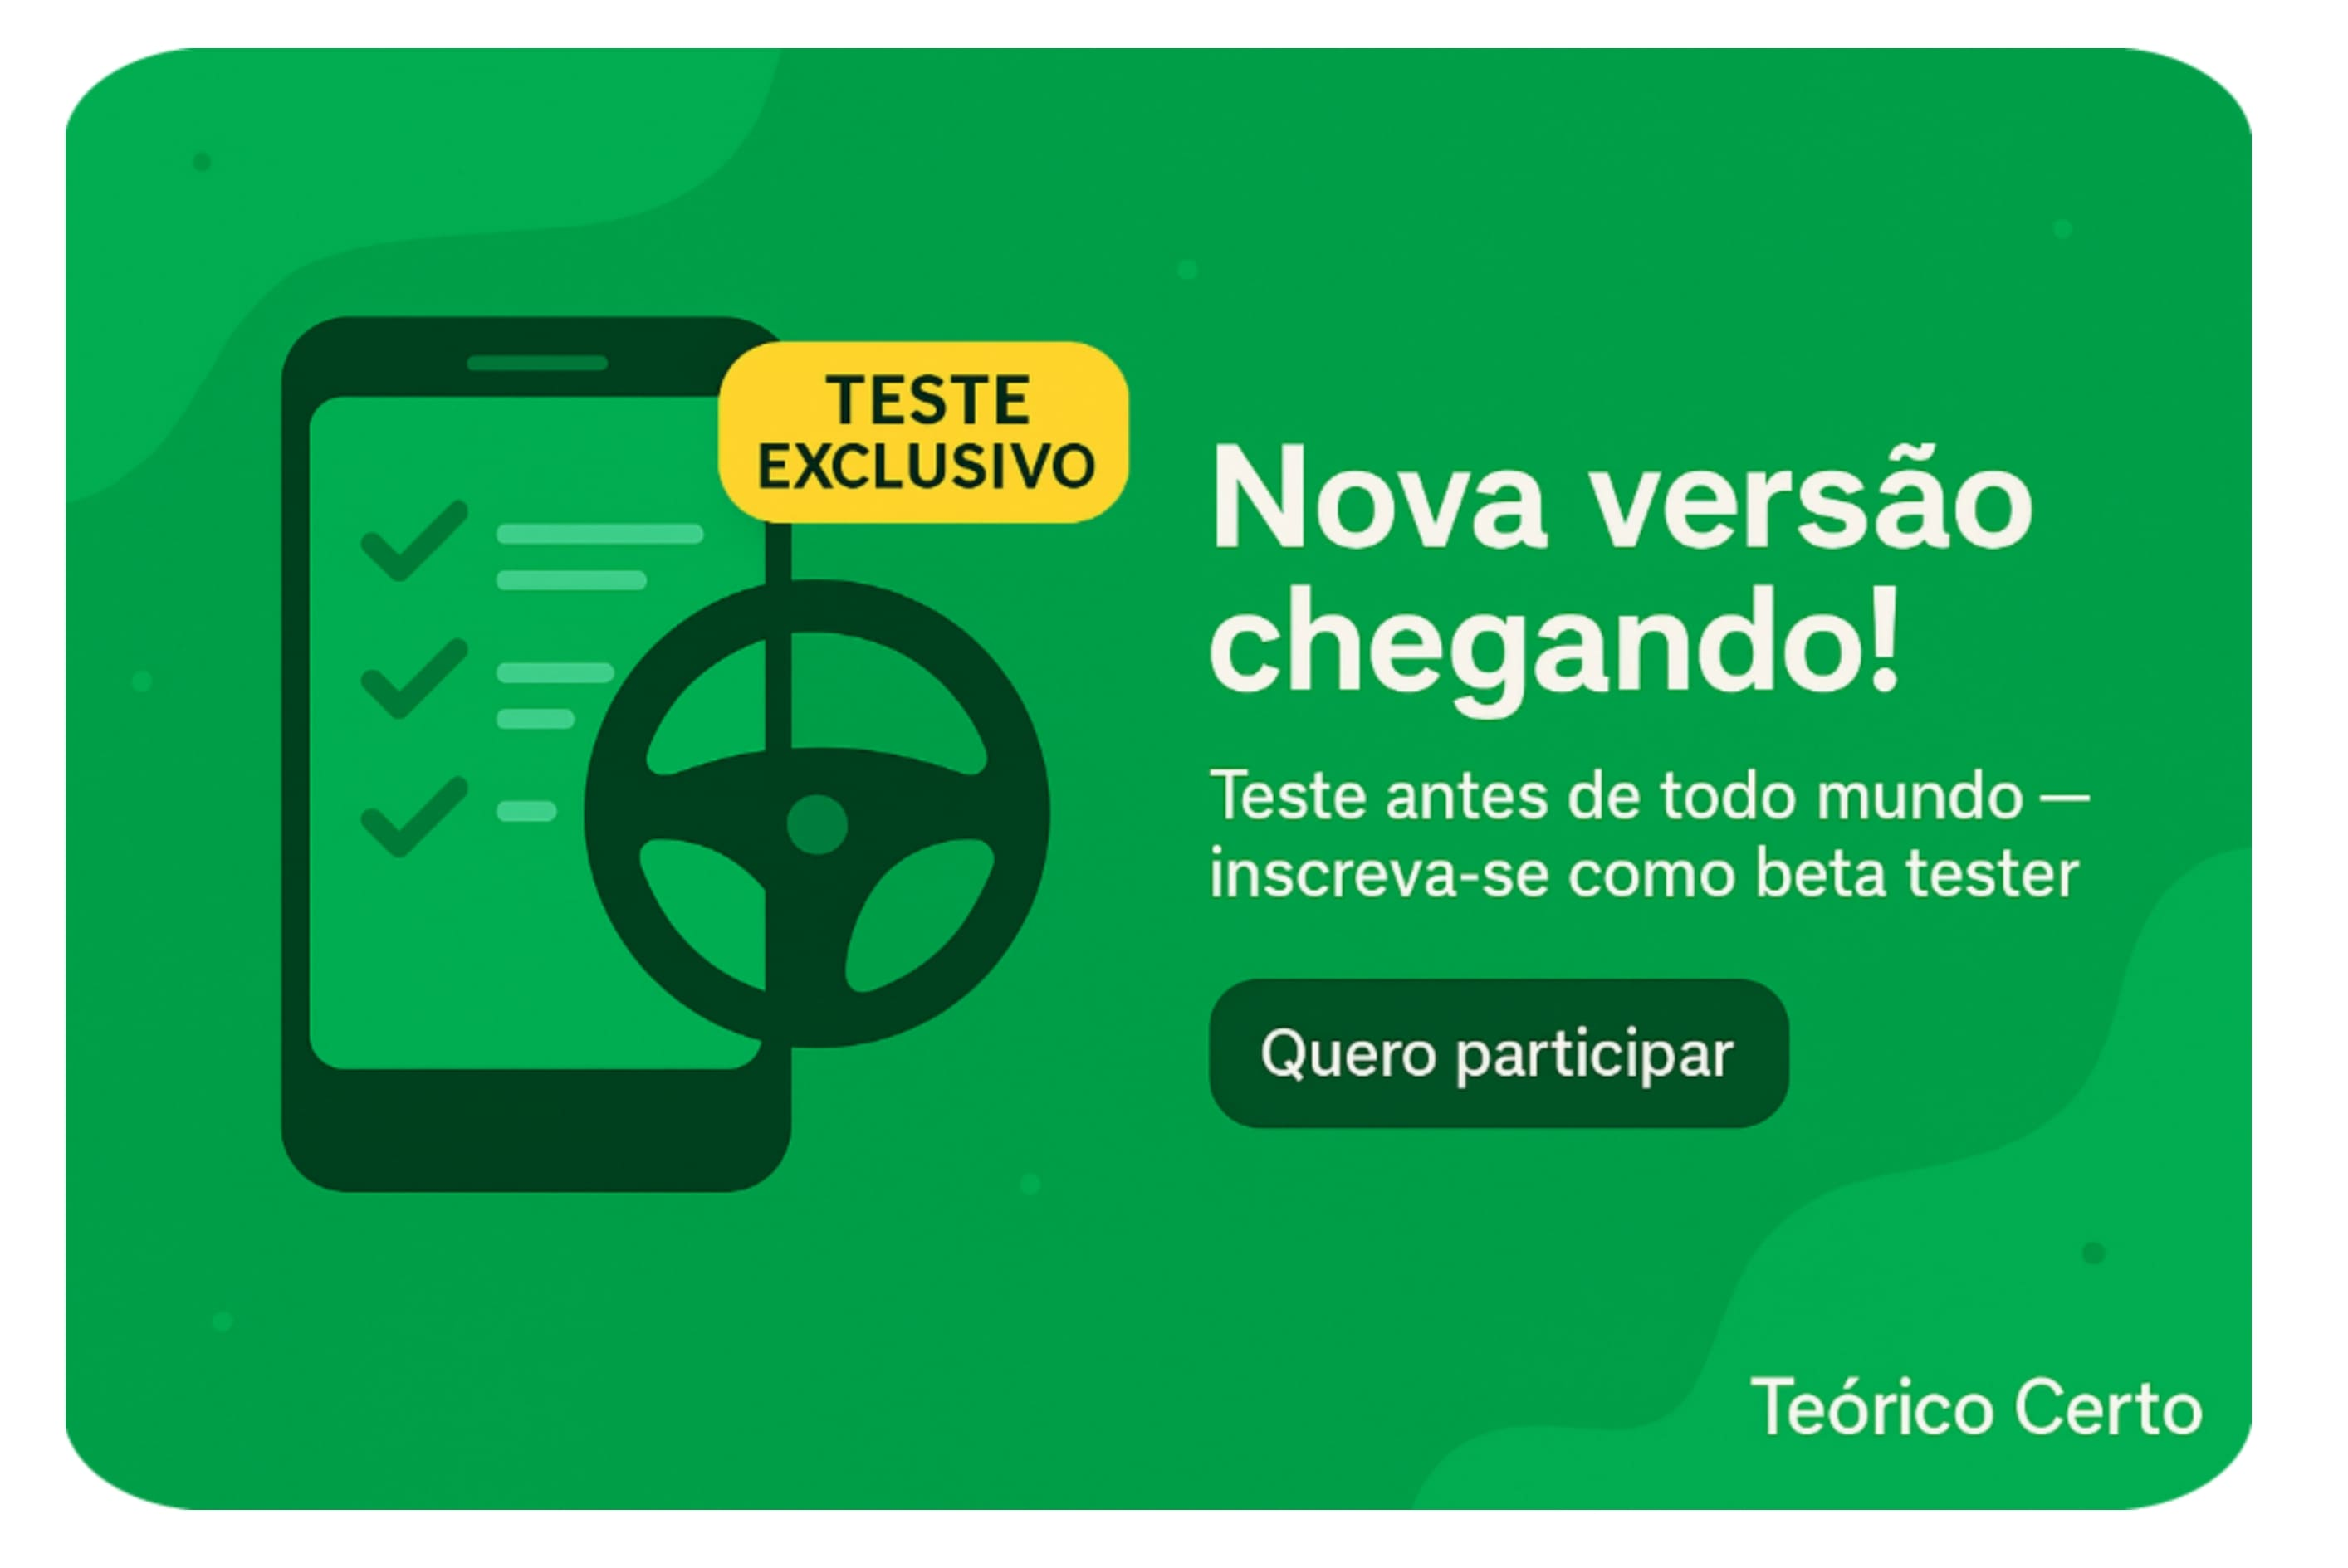 TESTE
EXCLUSIVO
Nova versão
chegando!
Teste antes de todo mundo —
inscreva-se como beta tester
Quero participar
Teórico Certo